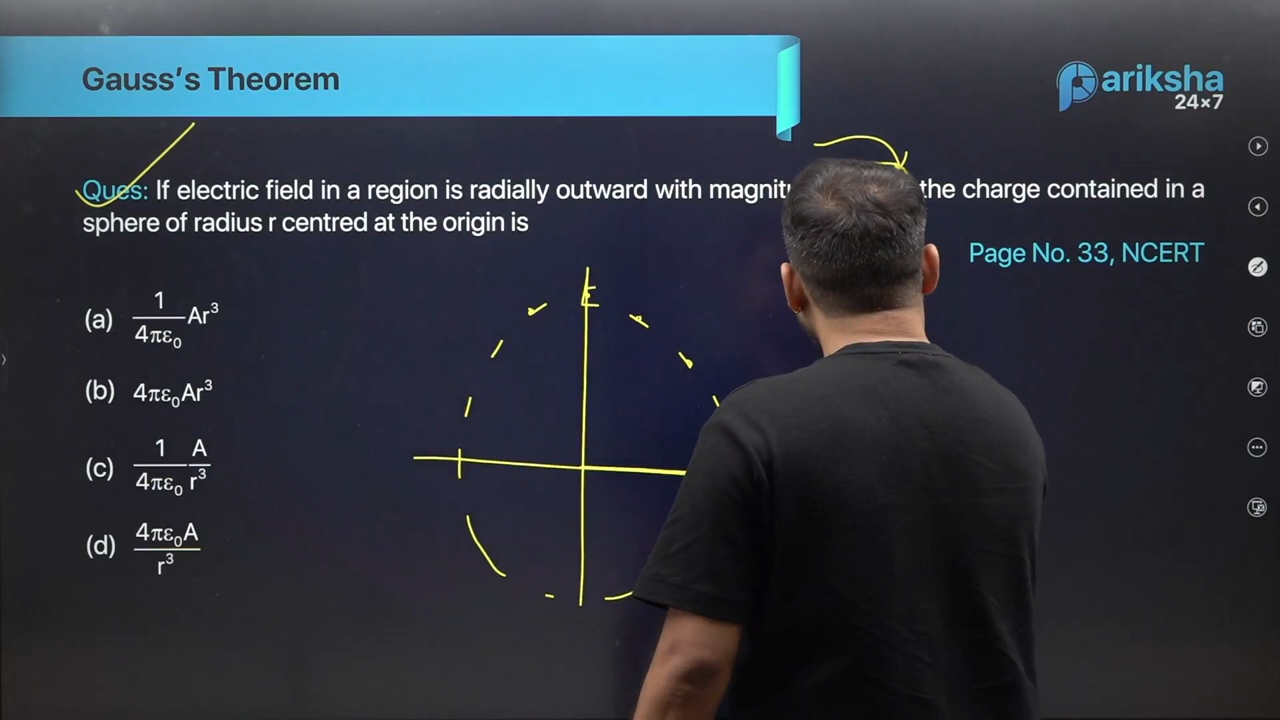 Gauss's Theorem
ariksha
24×7
Ques: If electric field in a region is radially outward with the charge contained in a
sphere of radius r centred at the origin is
Page No. 33, NCERT
(a) 1/4πε₀ Ar³
(b) 4πε₀Ar³
(c) 1/4πε₀ A/r³
(d) 4πε₀A/r³
E